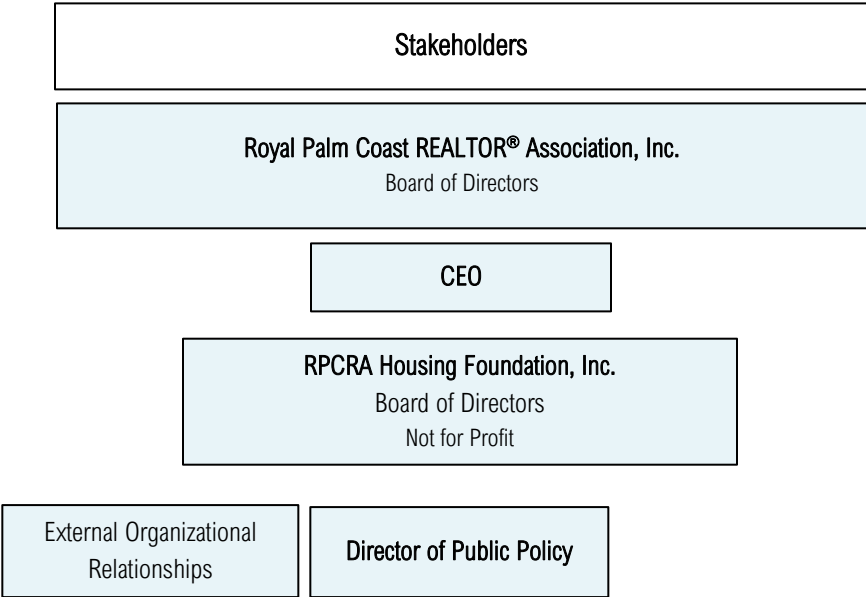 Stakeholders
Royal Palm Coast REALTOR® Association, Inc.
Board of Directors
CEO
RPCRA Housing Foundation, Inc.
Board of Directors
Not for Profit
External Organizational
Relationships
Director of Public Policy